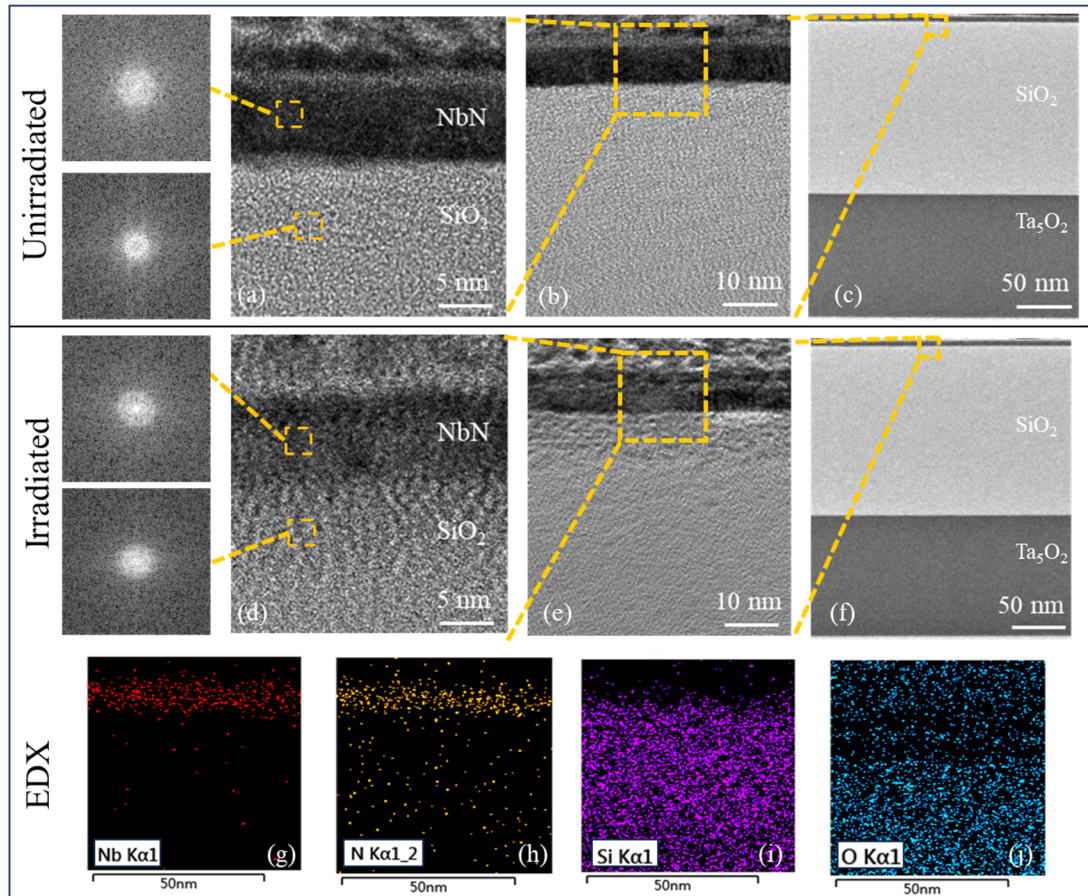 Unirradiated
NbN
SiO₂
(a)
5 nm
(b)
10 nm
SiO₂
Ta₅O₂
(c)
50 nm
Irradiated
NbN
SiO₂
(d)
5 nm
(e)
10 nm
SiO₂
Ta₅O₂
(f)
50 nm
EDX
Nb Kα1
(g)
50nm
N Kα1_2
(h)
50nm
Si Kα1
(i)
50nm
O Kα1
(j)
50nm